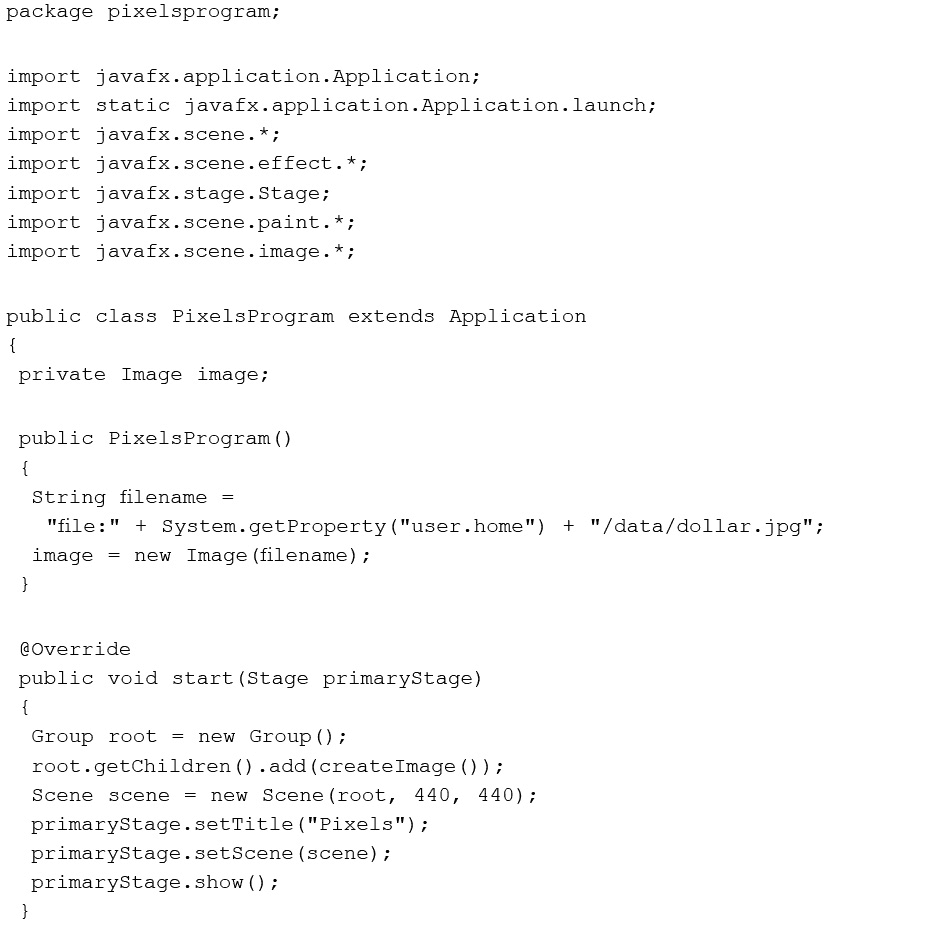 package pixelsprogram;
import javafx.application.Application;
import static javafx.application.Application.launch;
import javafx.scene.*;
import javafx.scene.effect.*;
import javafx.stage.Stage;
import javafx.scene.paint.*;
import javafx.scene.image.*;
public class PixelsProgram extends Application
{
private Image image;
public PixelsProgram()
{
String filename =
"file:" + System.getProperty("user.home") + "/data/dollar.jpg";
image = new Image(filename);
}
@Override
public void start(Stage primaryStage)
{
Group root = new Group();
root.getChildren().add(createImage());
Scene scene = new Scene(root, 440, 440);
primaryStage.setTitle("Pixels");
primaryStage.setScene(scene);
primaryStage.show();
}